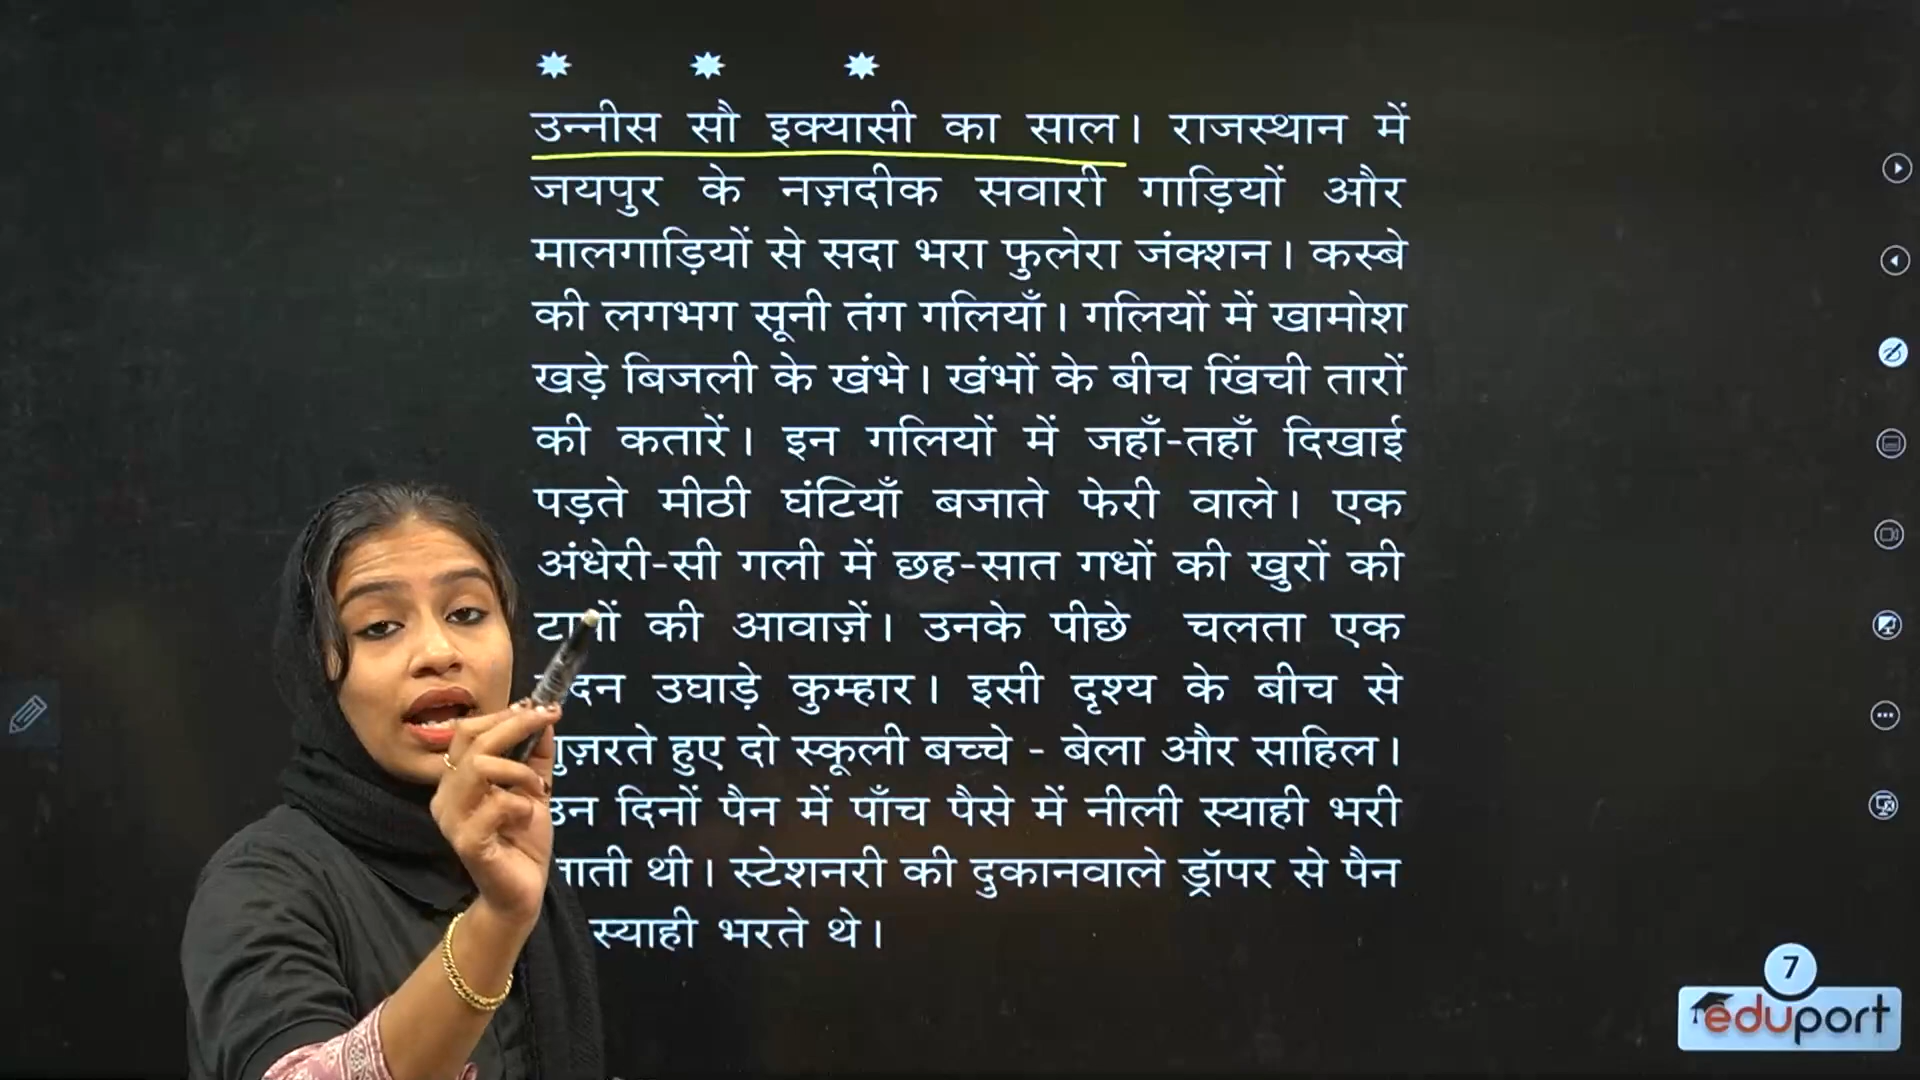 उन्नीस सौ इक्यासी का साल। राजस्थान में
जयपुर के नज़दीक सवारी गाड़ियों और
मालगाड़ियों से सदा भरा फुलेरा जंक्शन। कस्बे
की लगभग सूनी तंग गलियाँ। गलियों में खामोश
खड़े बिजली के खंभे। खंभों के बीच खिंची तारों
की कतारें। इन गलियों में जहाँ-तहाँ दिखाई
पड़ते मीठी घंटियाँ बजाते फेरी वाले। एक
अंधेरी-सी गली में छह-सात गधों की खुरों की
की आवाज़ें। उनके पीछे चलता एक
उघाड़े कुम्हार। इसी दृश्य के बीच से
हुए दो स्कूली बच्चे - बेला और साहिल।
दिनों पैन में पाँच पैसे में नीली स्याही भरी
थी। स्टेशनरी की दुकानवाले ड्रॉपर से पैन
स्याही भरते थे।
7
eduport